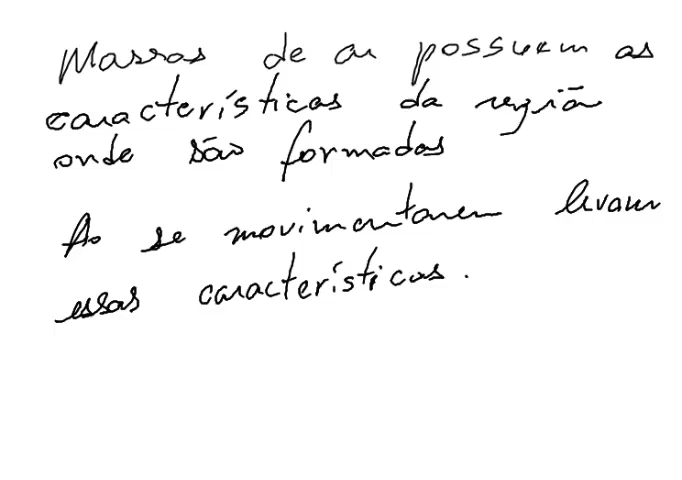 Massas de ar possuem as
características da região
onde são formadas
Ao se movimentarem levam
essas características.